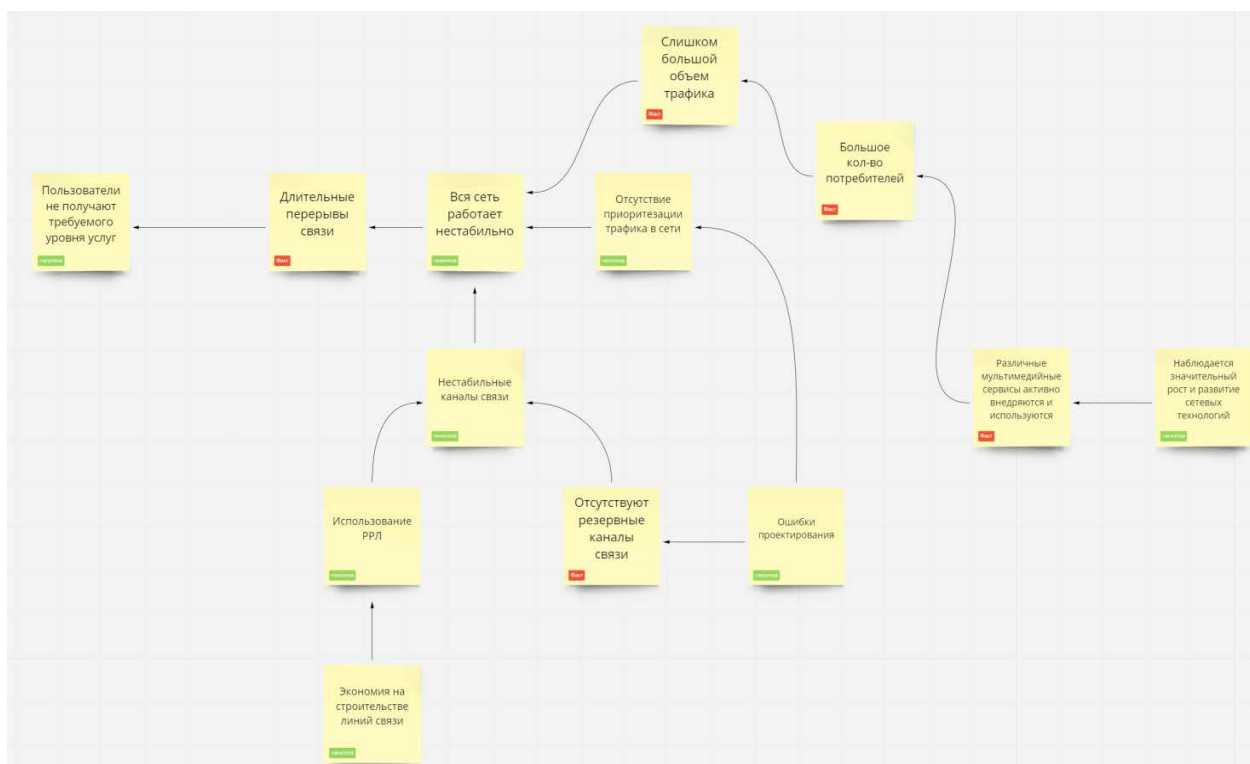 Слишком
большой
объем
трафика
Факт
Большое
кол-во
потребителей
Факт
Пользователи
не получают
требуемого
уровня услуг
гипотеза
Длительные
перерывы
связи
Факт
Вся сеть
работает
нестабильно
гипотеза
Отсутствие
приоритезации
трафика в сети
гипотеза
Нестабильные
каналы связи
гипотеза
Различные
мультимедийные
сервисы активно
внедряются и
используются
Факт
Наблюдается
значительный
рост и развитие
сетевых
технологий
гипотеза
Использование
РРЛ
гипотеза
Отсутствуют
резервные
каналы
связи
Факт
Ошибки
проектирования
гипотеза
Экономия на
строительстве
линий связи
гипотеза